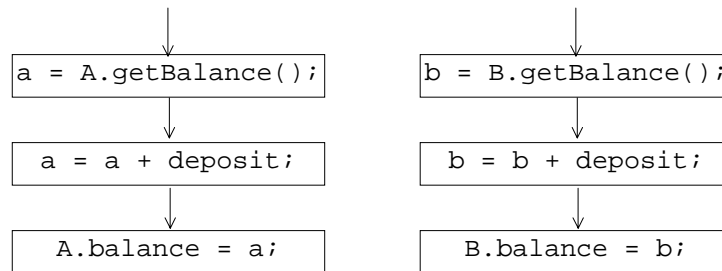 a = A.getBalance();
b = B.getBalance();
a = a + deposit;
b = b + deposit;
A.balance = a;
B.balance = b;